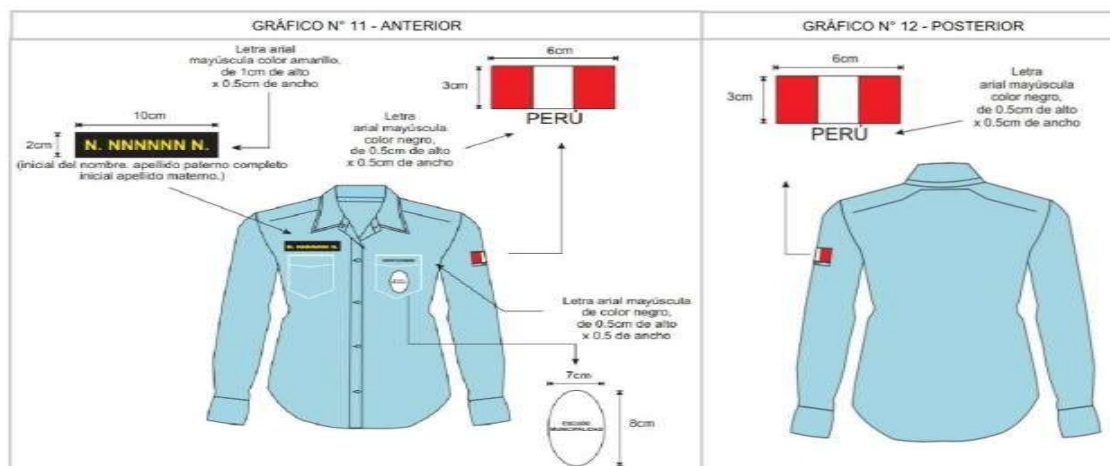 GRÁFICO N° 11 - ANTERIOR
Letra arial
mayúscula color amarillo,
de 1cm de alto
x 0.5cm de ancho
10cm
2cm
N. NNNNNN N.
(inicial del nombre, apellido paterno completo
inicial apellido materno.)
6cm
3cm
PERÚ
Letra
arial mayúscula
color negro,
de 0.5cm de alto
x 0.5cm de ancho
N. NNNNNN N.
Letra arial mayúscula
de color negro,
de 0.5cm de alto
x 0.5 de ancho
7cm
8cm
ESCUDO
MUNICIPALIDAD
GRÁFICO N° 12 - POSTERIOR
6cm
3cm
PERÚ
Letra
arial mayúscula
color negro,
de 0.5cm de alto
x 0.5cm de ancho